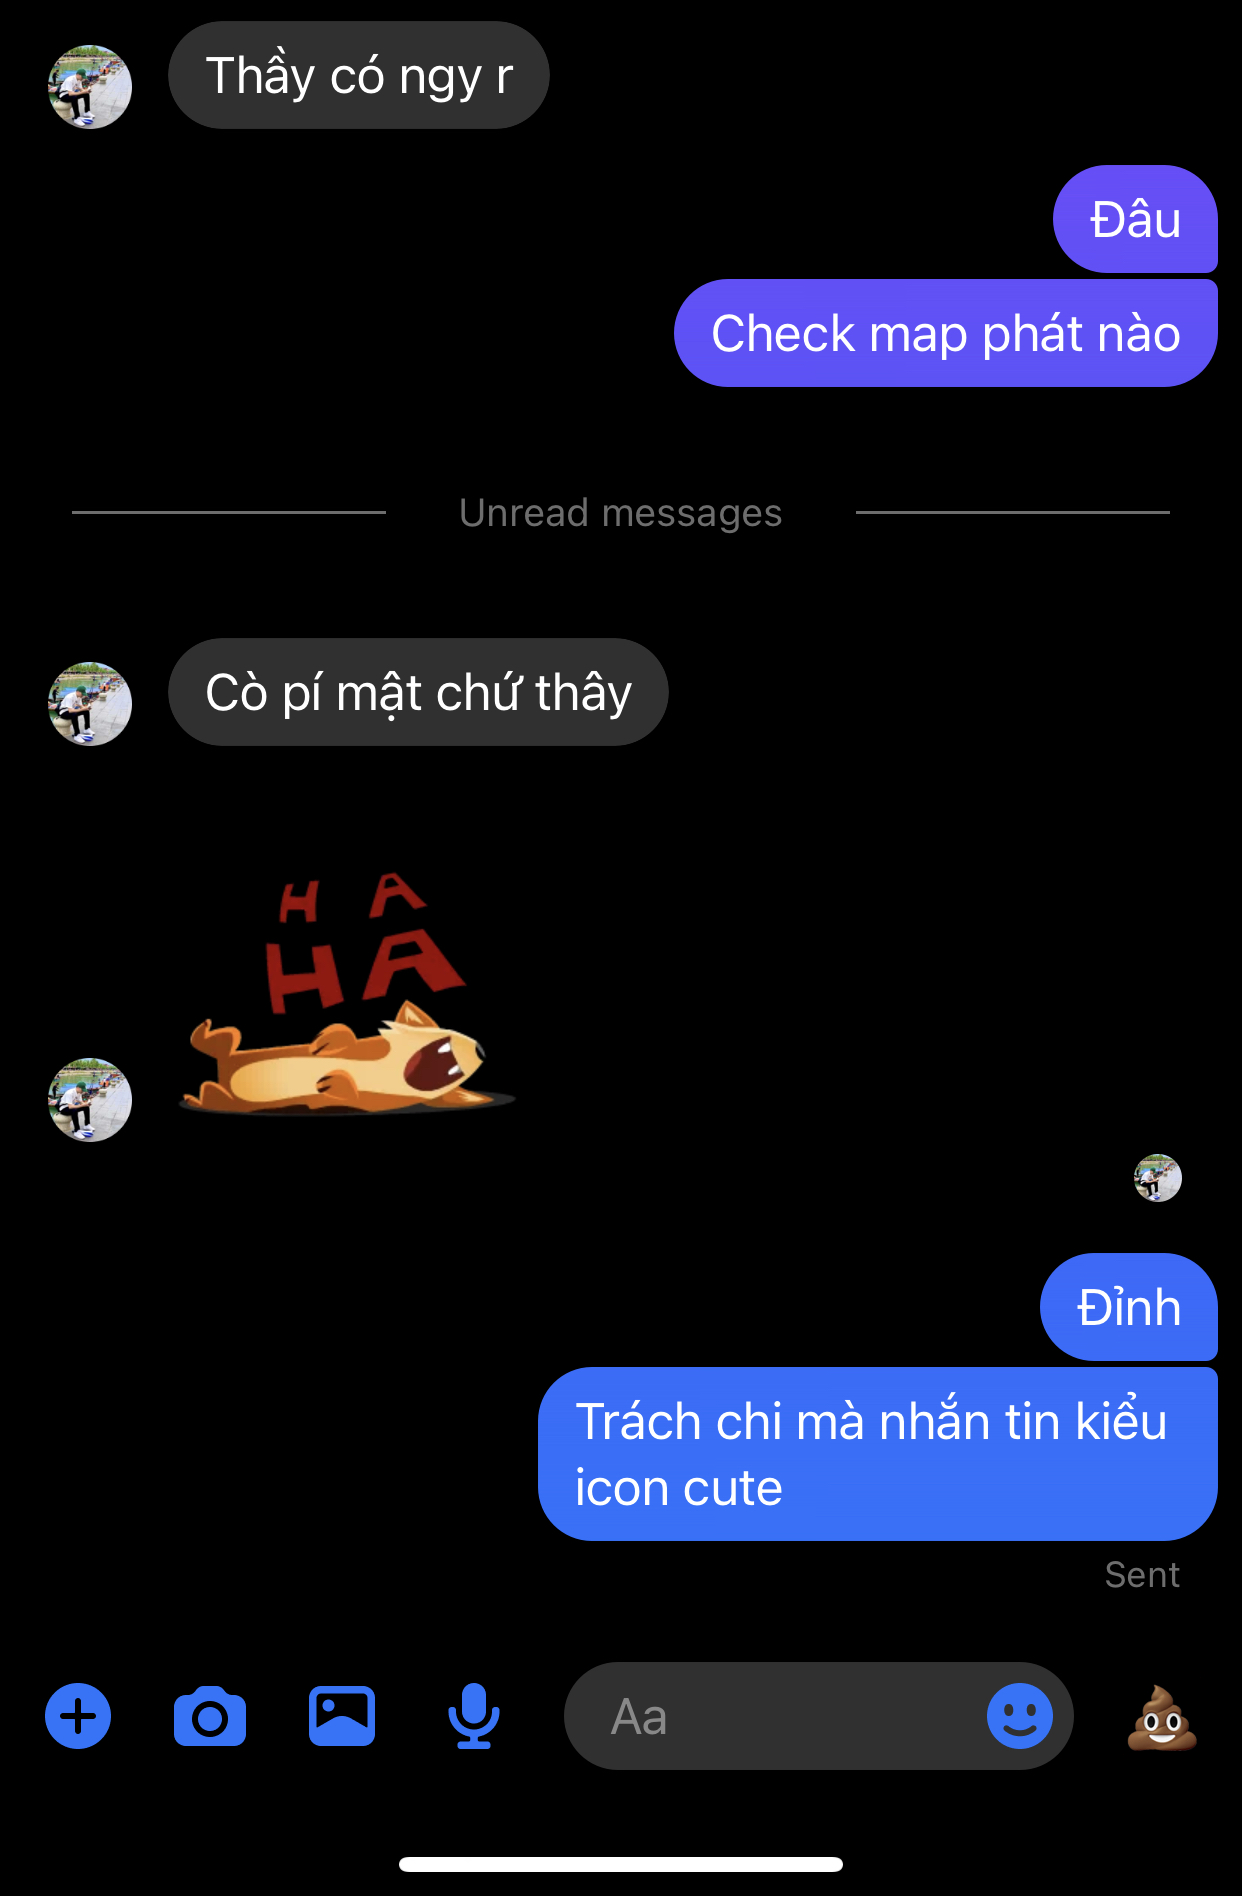 Thầy có ngy r
Đâu
Check map phát nào
Unread messages
Cò pí mật chứ thây
H A
HA
Đỉnh
Trách chi mà nhắn tin kiểu
icon cute
Sent
Aa